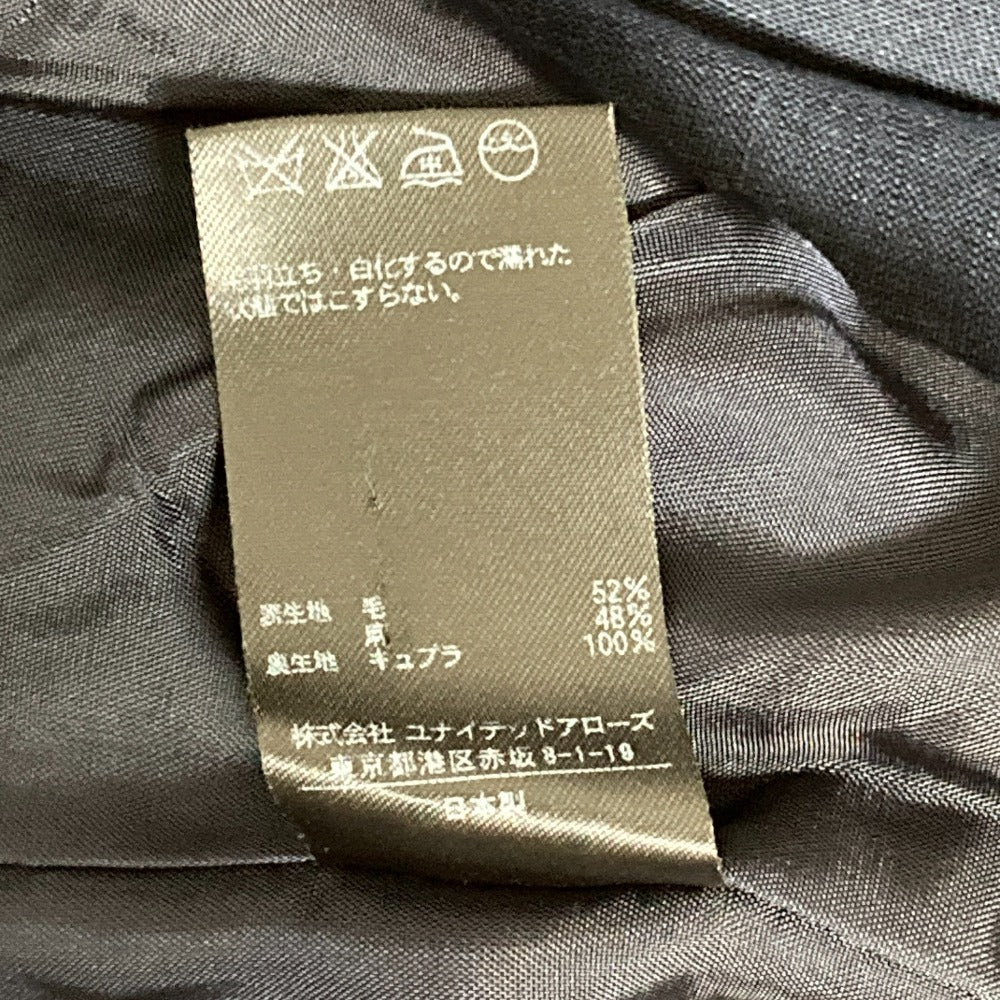 中
毛羽立ち・白化するので濡れた
状態ではこすらない。
表生地 毛 52%
麻 48%
裏生地 キュプラ 100%
株式会社 ユナイテッドアローズ
東京都港区赤坂8-1-19
日本製